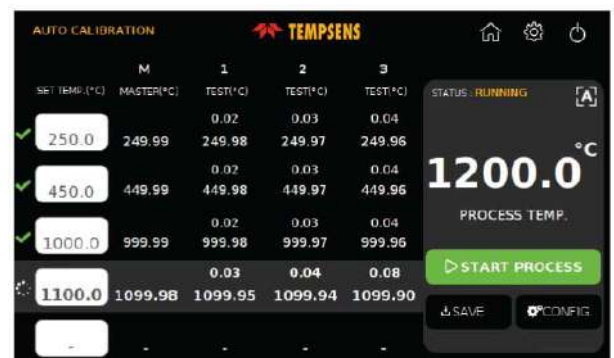 AUTO CALIBRATION TEMPSENS
M 1 2 3
SET TEMP.(°C) MASTER(°C) TEST(°C) TEST(°C) TEST(°C)
0.02 0.03 0.04
250.0 249.99 249.98 249.97 249.96
0.02 0.03 0.04
450.0 449.99 449.98 449.97 449.96
0.02 0.03 0.04
1000.0 999.99 999.98 999.97 999.96
0.03 0.04 0.08
1100.0 1099.98 1099.95 1099.94 1099.90
- - - - -
STATUS : RUNNING [A]
1200.0 °C
PROCESS TEMP.
START PROCESS
SAVE CONFIG